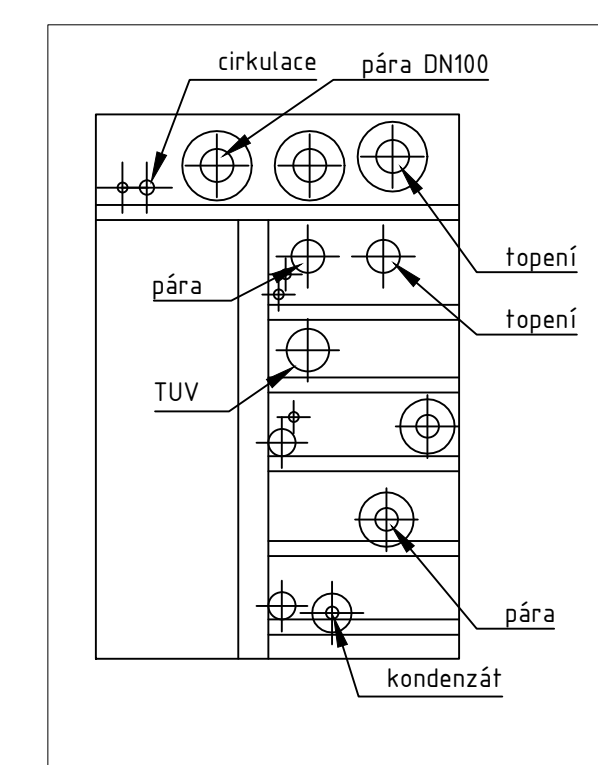 cirkulace
pára DN100
topení
pára
topení
TUV
pára
kondenzát